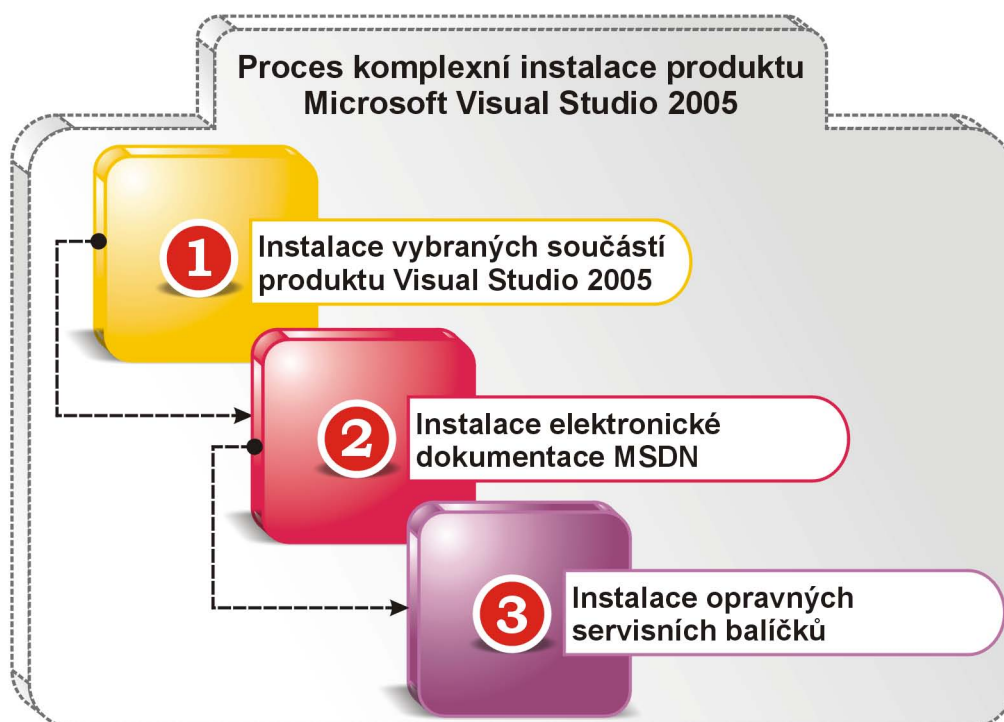 Proces komplexní instalace produktu
Microsoft Visual Studio 2005
1
Instalace vybraných součástí
produktu Visual Studio 2005
2
Instalace elektronické
dokumentace MSDN
3
Instalace opravných
servisních balíčků